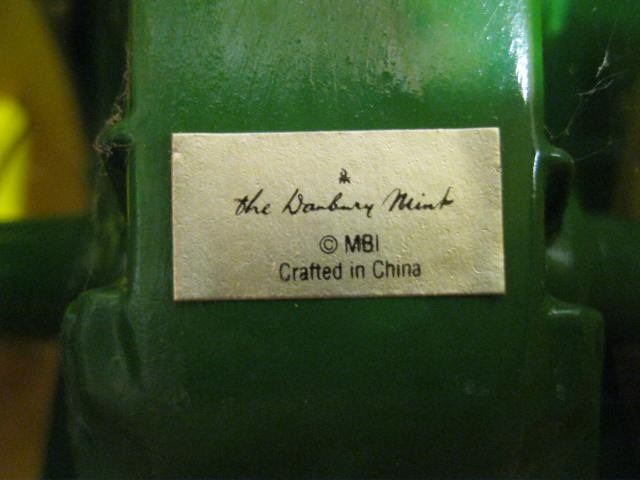 the Danbury Mint
© MBI
Crafted in China